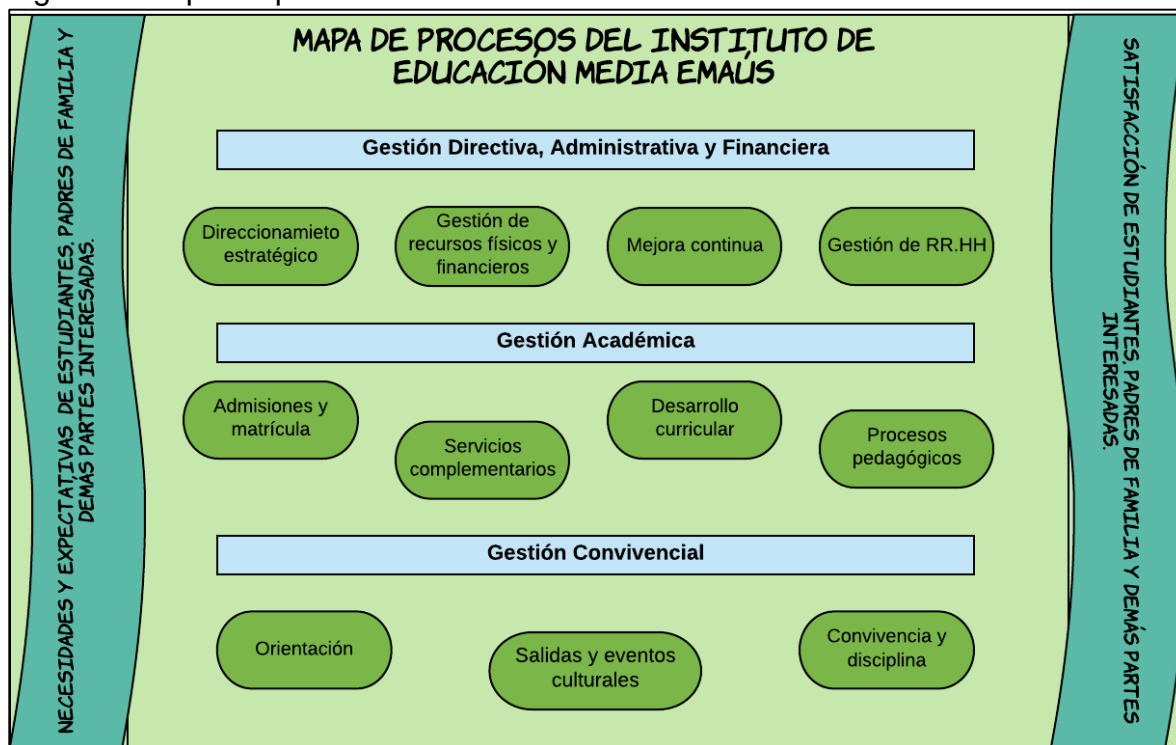 MAPA DE PROCESOS DEL INSTITUTO DE
EDUCACIÓN MEDIA EMAÚS
NECESIDADES Y EXPECTATIVAS DE ESTUDIANTES, PADRES DE FAMILIA Y
DEMÁS PARTES INTERESADAS.
Gestión Directiva, Administrativa y Financiera
Direccionamieto
estratégico
Gestión de
recursos físicos y
financieros
Mejora continua
Gestión de RR.HH
Gestión Académica
Admisiones y
matrícula
Servicios
complementarios
Desarrollo
curricular
Procesos
pedagógicos
Gestión Convivencial
Orientación
Salidas y eventos
culturales
Convivencia y
disciplina
SATISFACCIÓN DE ESTUDIANTES, PADRES DE FAMILIA Y DEMÁS PARTES
INTERESADAS.